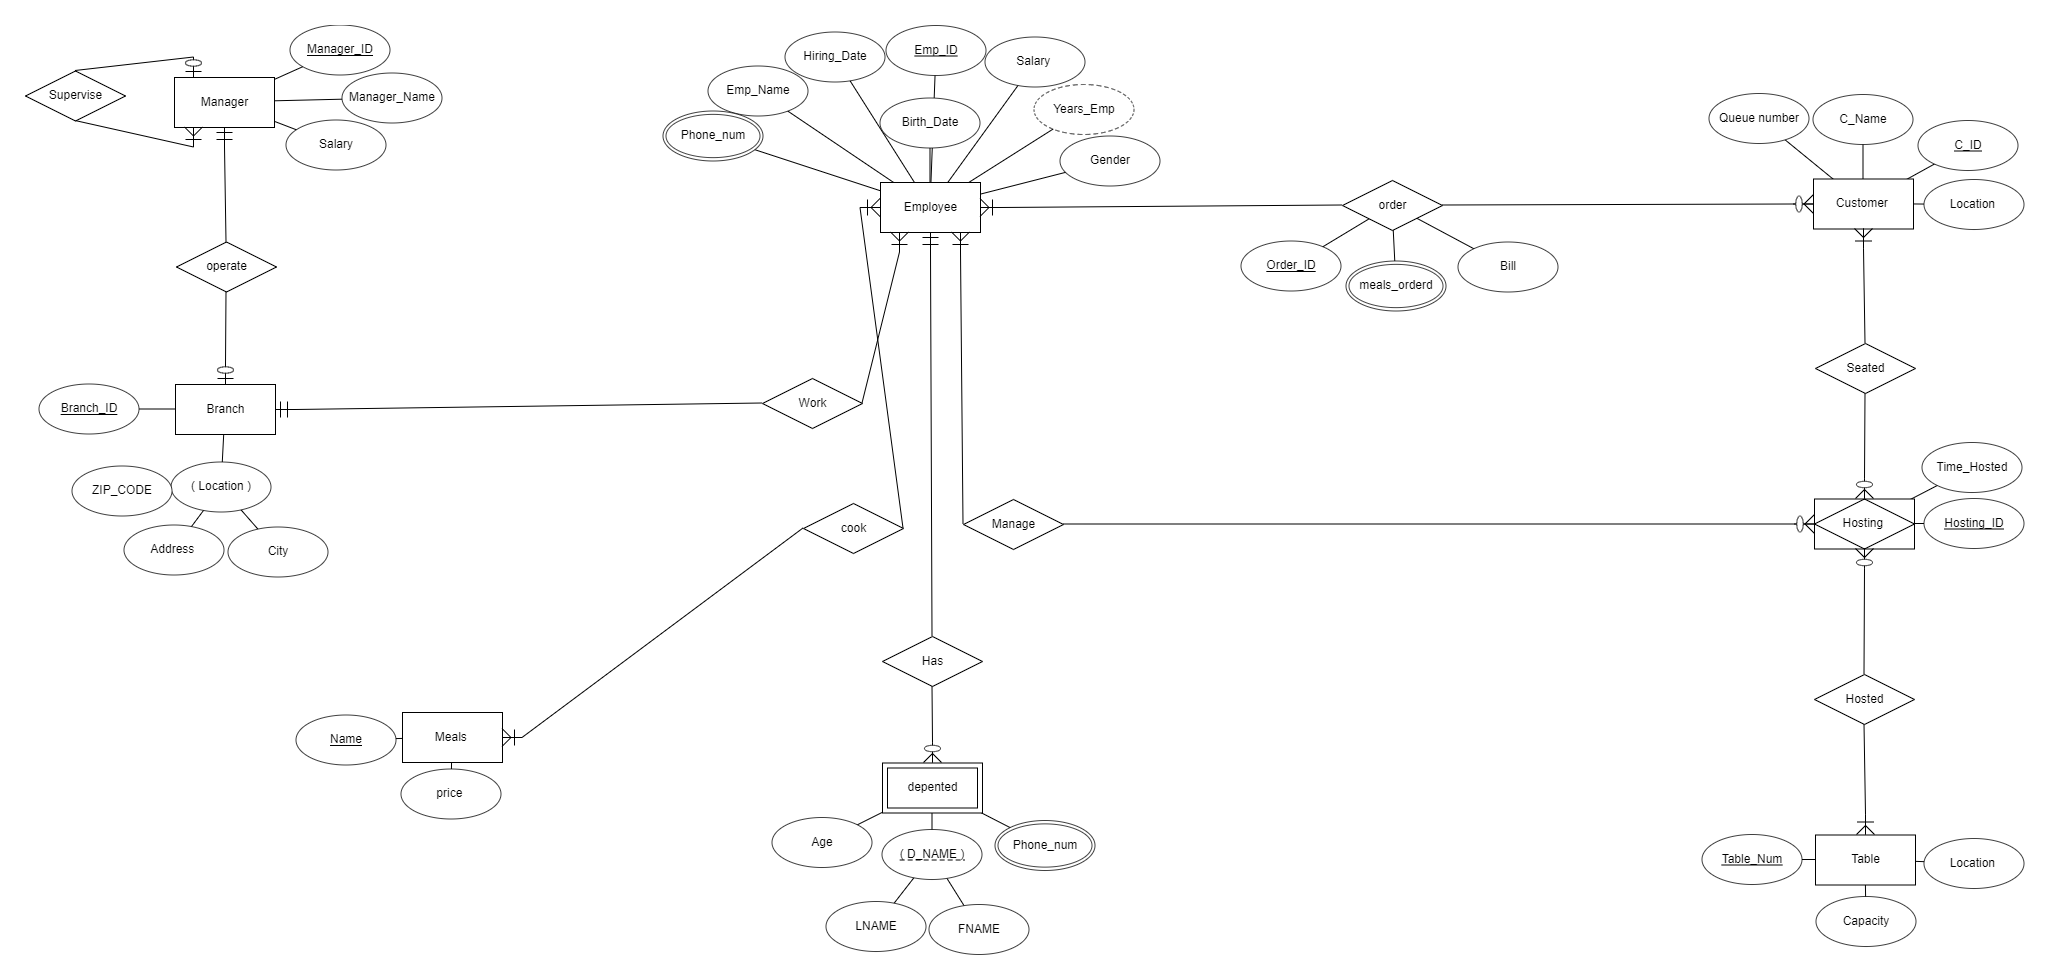 Manager_ID
Supervise
Manager
Manager_Name
Salary
operate
Branch_ID
Branch
ZIP_CODE
( Location )
Address
City
Hiring_Date
Emp_ID
Salary
Emp_Name
Years_Emp
Phone_num
Birth_Date
Gender
Employee
order
Order_ID
meals_orderd
Bill
Queue number
C_Name
C_ID
Customer
Location
Seated
Work
cook
Manage
Time_Hosted
Hosting
Hosting_ID
Has
Hosted
Name
Meals
price
depented
Age
( D_NAME )
Phone_num
LNAME
FNAME
Table_Num
Table
Location
Capacity